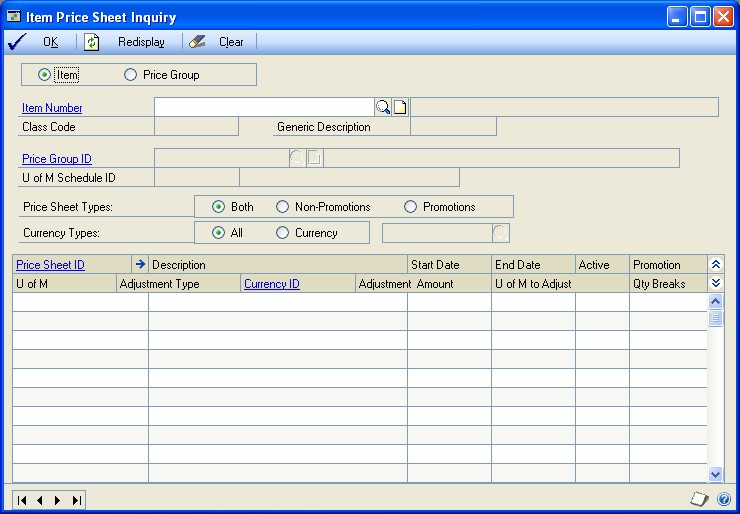 Item Price Sheet Inquiry
OK Redisplay Clear
Item Price Group
Item Number
Class Code Generic Description
Price Group ID
U of M Schedule ID
Price Sheet Types: Both Non-Promotions Promotions
Currency Types: All Currency
Price Sheet ID Description Start Date End Date Active Promotion
U of M Adjustment Type Currency ID Adjustment Amount U of M to Adjust Qty Breaks